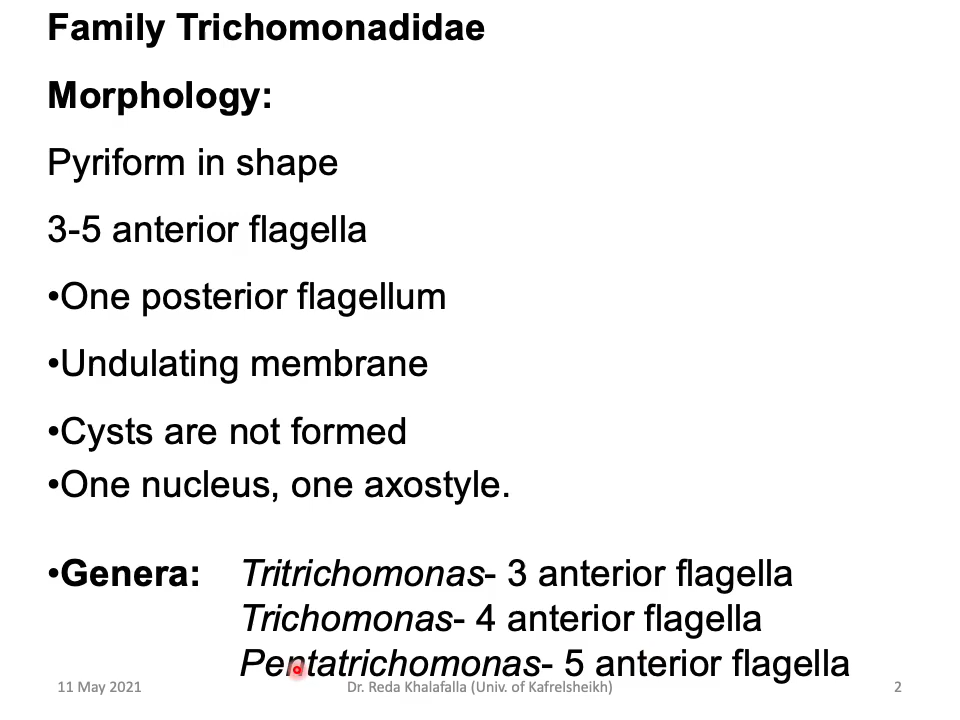 Family Trichomonadidae
Morphology:
Pyriform in shape
3-5 anterior flagella
•One posterior flagellum
•Undulating membrane
•Cysts are not formed
•One nucleus, one axostyle.
•Genera: Tritrichomonas- 3 anterior flagella
Trichomonas- 4 anterior flagella
Pentatrichomonas- 5 anterior flagella
11 May 2021 Dr. Reda Khalafalla (Univ. of Kafrelsheikh) 2